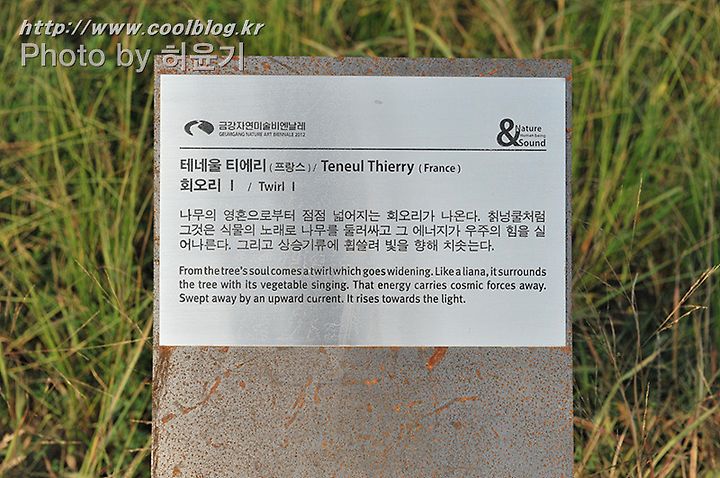 http://www.coolblog.kr
Photo by 허윤기
금강자연미술비엔날레
GEUMGANG NATURE ART BIENNALE 2012
& Nature
Human being
Sound
테네울 티에리 (프랑스) / Teneul Thierry (France)
회오리 Ⅰ / Twirl Ⅰ
나무의 영혼으로부터 점점 넓어지는 회오리가 나온다. 칡넝쿨처럼
그것은 식물의 노래로 나무를 둘러싸고 그 에너지가 우주의 힘을 실
어나른다. 그리고 상승기류에 휩쓸려 빛을 향해 치솟는다.
From the tree's soul comes a twirl which goes widening. Like a liana, it surrounds
the tree with its vegetable singing. That energy carries cosmic forces away.
Swept away by an upward current. It rises towards the light.